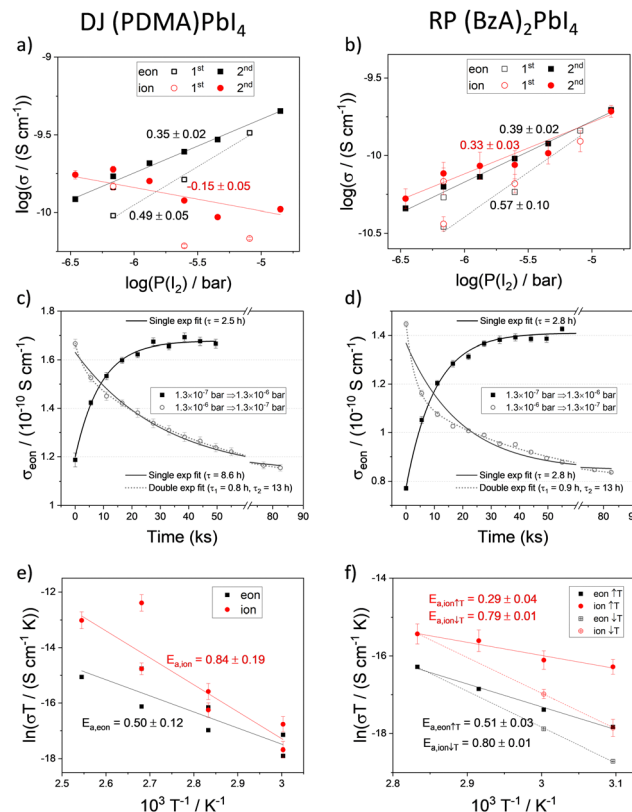 DJ (PDMA)PbI₄
RP (BzA)₂PbI₄
a)
eon □ 1st ■ 2nd
ion ○ 1st ● 2nd
0.35 ± 0.02
-0.15 ± 0.05
0.49 ± 0.05
-9
-9.5
-10
log(σ / (S cm⁻¹))
-6.5 -6 -5.5 -5 -4.5
log(P(I₂) / bar)
b)
eon □ 1st ■ 2nd
ion ○ 1st ● 2nd
0.39 ± 0.02
0.33 ± 0.03
0.57 ± 0.10
-9.5
-10
-10.5
log(σ / (S cm⁻¹))
-6.5 -6 -5.5 -5 -4.5
log(P(I₂) / bar)
c)
Single exp fit (τ = 2.5 h)
1.3×10⁻⁷ bar ⇒1.3×10⁻⁶ bar
1.3×10⁻⁶ bar ⇒1.3×10⁻⁷ bar
Single exp fit (τ = 8.6 h)
Double exp fit (τ₁ = 0.8 h, τ₂ = 13 h)
1.8
1.6
1.4
1.2
1
σeon / (10⁻¹⁰ S cm⁻¹)
0 10 20 30 40 50 80
Time (ks)
d)
Single exp fit (τ = 2.8 h)
1.3×10⁻⁷ bar ⇒1.3×10⁻⁶ bar
1.3×10⁻⁶ bar ⇒1.3×10⁻⁷ bar
Single exp fit (τ = 2.8 h)
Double exp fit (τ₁ = 0.9 h, τ₂ = 13 h)
1.4
1.2
1
0.8
σeon / (10⁻¹⁰ S cm⁻¹)
0 10 20 30 40 50 80
Time (ks)
e)
eon
ion
Ea,ion = 0.84 ± 0.19
Ea,eon = 0.50 ± 0.12
-12
-14
-16
-18
ln(σT / (S cm⁻¹ K))
2.5 2.6 2.7 2.8 2.9 3
10³ T⁻¹ / K⁻¹
f)
Ea,ion↑T = 0.29 ± 0.04
Ea,ion↓T = 0.79 ± 0.01
eon ↑T
ion ↑T
eon ↓T
ion ↓T
Ea,eon↑T = 0.51 ± 0.03
Ea,ion↓T = 0.80 ± 0.01
-14
-16
-18
ln(σT / (S cm⁻¹ K))
2.8 2.9 3 3.1
10³ T⁻¹ / K⁻¹